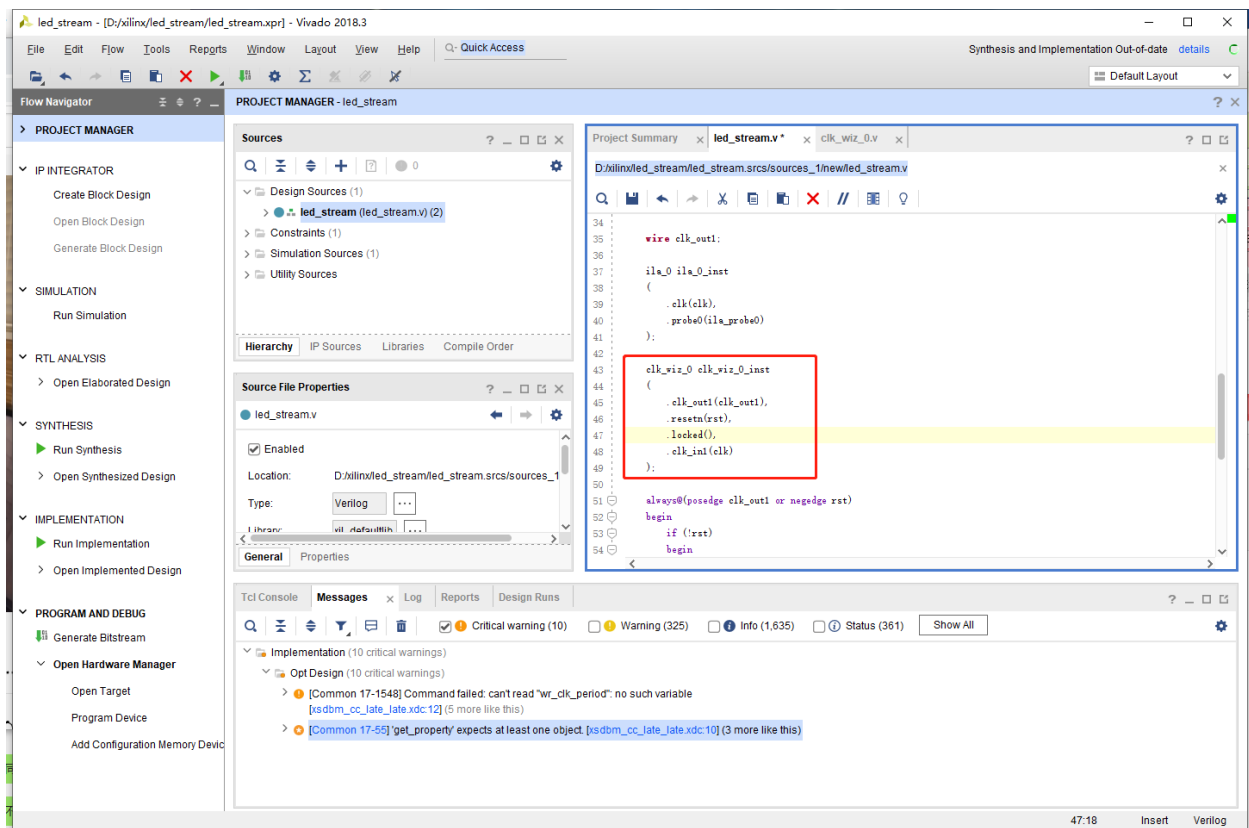 led_stream - [D:/xilinx/led_stream/led_stream.xpr] - Vivado 2018.3
File Edit Flow Tools Reports Window Layout View Help Quick Access
Synthesis and Implementation Out-of-date details
Default Layout
Flow Navigator
PROJECT MANAGER
IP INTEGRATOR
Create Block Design
Open Block Design
Generate Block Design
SIMULATION
Run Simulation
RTL ANALYSIS
Open Elaborated Design
SYNTHESIS
Run Synthesis
Open Synthesized Design
IMPLEMENTATION
Run Implementation
Open Implemented Design
PROGRAM AND DEBUG
Generate Bitstream
Open Hardware Manager
Open Target
Program Device
Add Configuration Memory Devic
PROJECT MANAGER - led_stream
Sources
0
Design Sources (1)
led_stream (led_stream.v) (2)
Constraints (1)
Simulation Sources (1)
Utility Sources
Hierarchy IP Sources Libraries Compile Order
Source File Properties
led_stream.v
Enabled
Location: D:/xilinx/led_stream/led_stream.srcs/sources_1
Type: Verilog
Library: xil_defaultlib
General Properties
Project Summary led_stream.v * clk_wiz_0.v
D:/xilinx/led_stream/led_stream.srcs/sources_1/new/led_stream.v
34
35 wire clk_out1;
36
37 ila_0 ila_0_inst
38 (
39 .clk(clk),
40 .probe0(ila_probe0)
41 );
42
43 clk_wiz_0 clk_wiz_0_inst
44 (
45 .clk_out1(clk_out1),
46 .resetn(rst),
47 .locked(),
48 .clk_in1(clk)
49 );
50
51 always@(posedge clk_out1 or negedge rst)
52 begin
53 if (!rst)
54 begin
Tcl Console Messages Log Reports Design Runs
Critical warning (10) Warning (325) Info (1,635) Status (361) Show All
Implementation (10 critical warnings)
Opt Design (10 critical warnings)
[Common 17-1548] Command failed: can't read "wr_clk_period": no such variable
[xsdbm_cc_late_late.xdc:12] (5 more like this)
[Common 17-55] 'get_property' expects at least one object. [xsdbm_cc_late_late.xdc:10] (3 more like this)
47:18 Insert Verilog